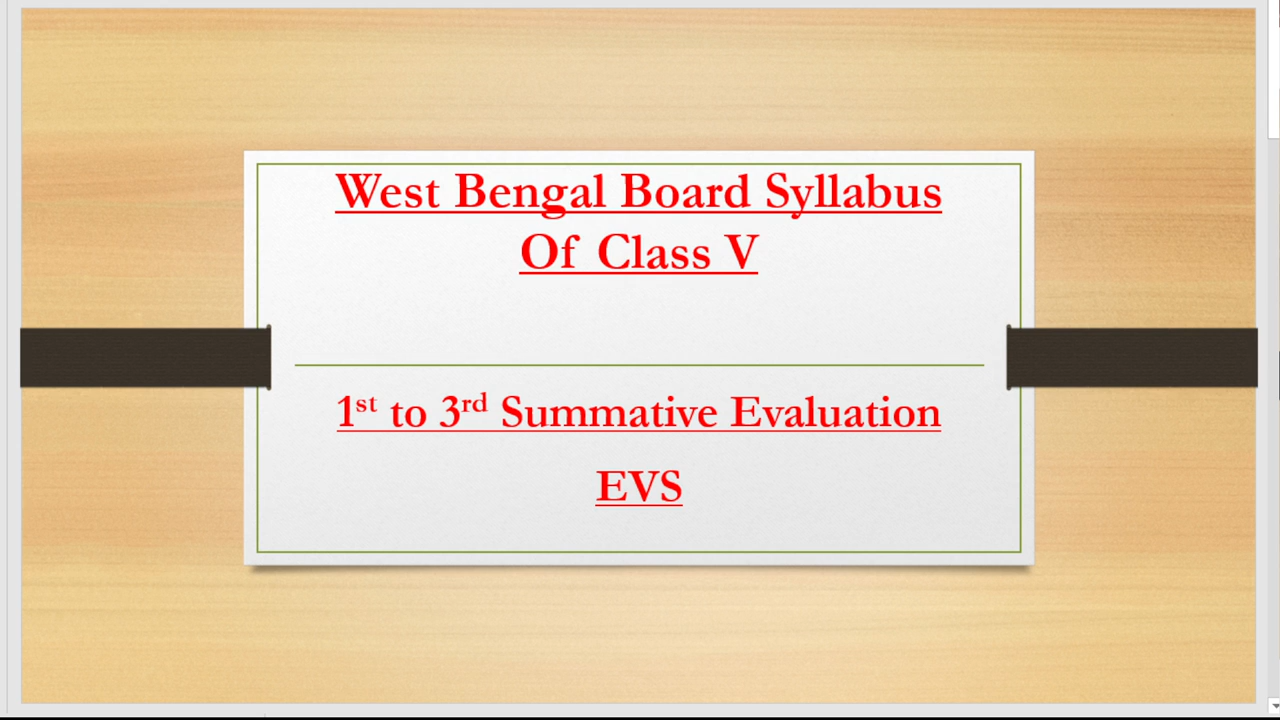 West Bengal Board Syllabus
Of Class V
1st to 3rd Summative Evaluation
EVS